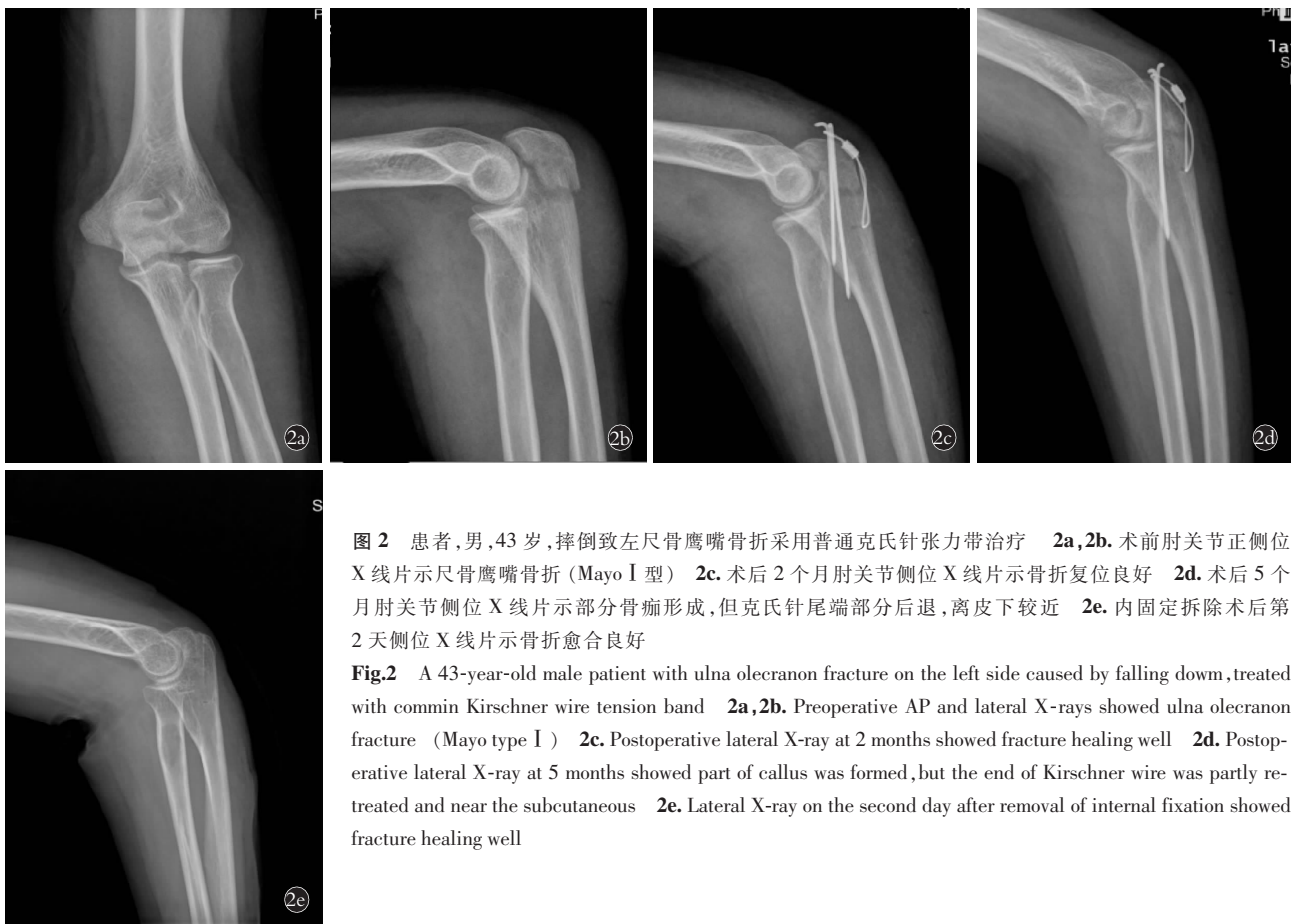 P
Pm
la
S
2a
2b
2c
2d
S
2e
图 2 患者,男,43 岁,摔倒致左尺骨鹰嘴骨折采用普通克氏针张力带治疗 2a,2b. 术前肘关节正侧位
X 线片示尺骨鹰嘴骨折 (Mayo Ⅰ 型) 2c. 术后 2 个月肘关节侧位 X 线片示骨折复位良好 2d. 术后 5 个
月肘关节侧位 X 线片示部分骨痂形成,但克氏针尾端部分后退,离皮下较近 2e. 内固定拆除术后第
2 天侧位 X 线片示骨折愈合良好
Fig.2 A 43-year-old male patient with ulna olecranon fracture on the left side caused by falling dowm,treated
with commin Kirschner wire tension band 2a,2b. Preoperative AP and lateral X-rays showed ulna olecranon
fracture (Mayo type Ⅰ) 2c. Postoperative lateral X-ray at 2 months showed fracture healing well 2d. Postop-
erative lateral X-ray at 5 months showed part of callus was formed,but the end of Kirschner wire was partly re-
treated and near the subcutaneous 2e. Lateral X-ray on the second day after removal of internal fixation showed
fracture healing well